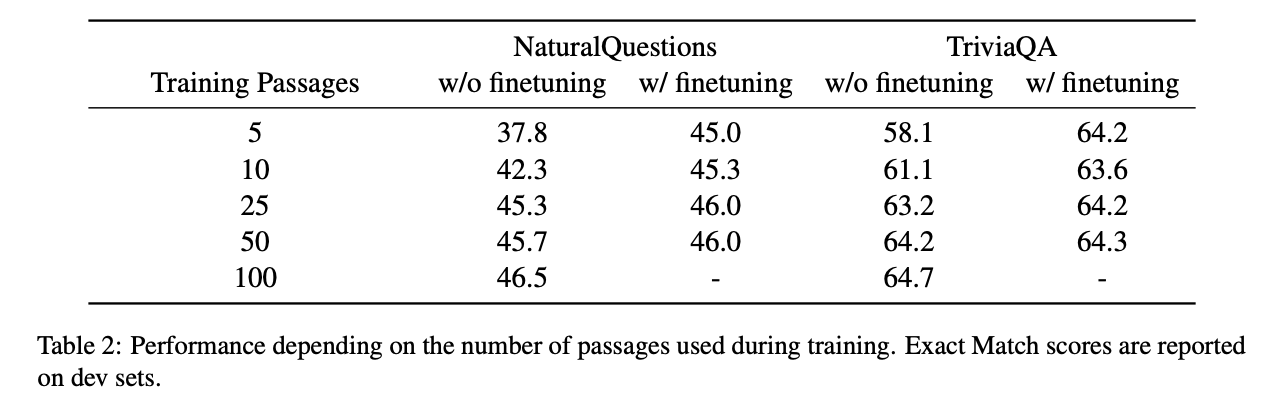 NaturalQuestions TriviaQA
Training Passages w/o finetuning w/ finetuning w/o finetuning w/ finetuning
5 37.8 45.0 58.1 64.2
10 42.3 45.3 61.1 63.6
25 45.3 46.0 63.2 64.2
50 45.7 46.0 64.2 64.3
100 46.5 - 64.7 -
Table 2: Performance depending on the number of passages used during training. Exact Match scores are reported
on dev sets.